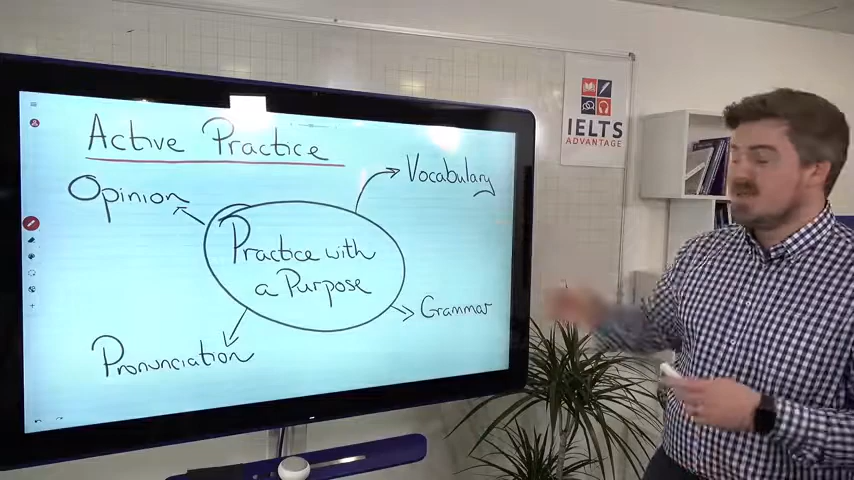 Active Practice
Opinion
Vocabulary
Practice with
a Purpose
Grammar
Pronunciation
IELTS
ADVANTAGE